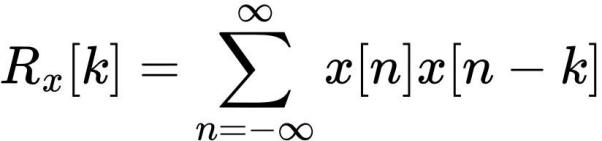 $R_x[k] = \sum_{n=-\infty}^{\infty} x[n]x[n-k]$